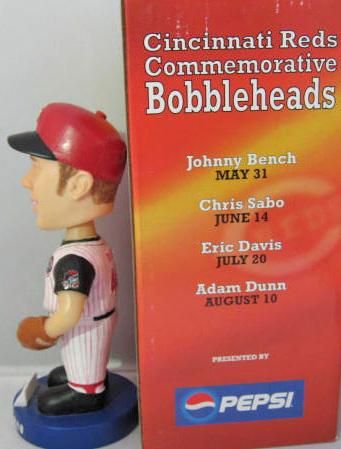 Cincinnati Reds
Commemorative
Bobbleheads
Johnny Bench
MAY 31
Chris Sabo
JUNE 14
Eric Davis
JULY 20
Adam Dunn
AUGUST 10
PRESENTED BY
PEPSI